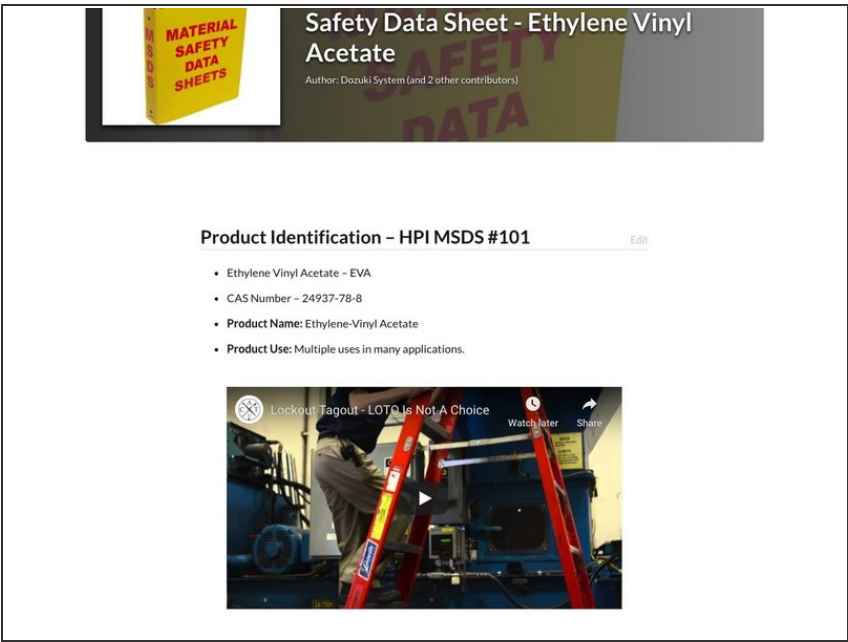 MATERIAL
SAFETY
DATA
SHEETS
MSDS
Safety Data Sheet - Ethylene Vinyl
Acetate
Author: Dozuki System (and 2 other contributors)
SAFETY
DATA
Product Identification – HPI MSDS #101
Edit
• Ethylene Vinyl Acetate – EVA
• CAS Number – 24937-78-8
• Product Name: Ethylene-Vinyl Acetate
• Product Use: Multiple uses in many applications.
Lockout Tagout - LOTO Is Not A Choice
Watch later
Share